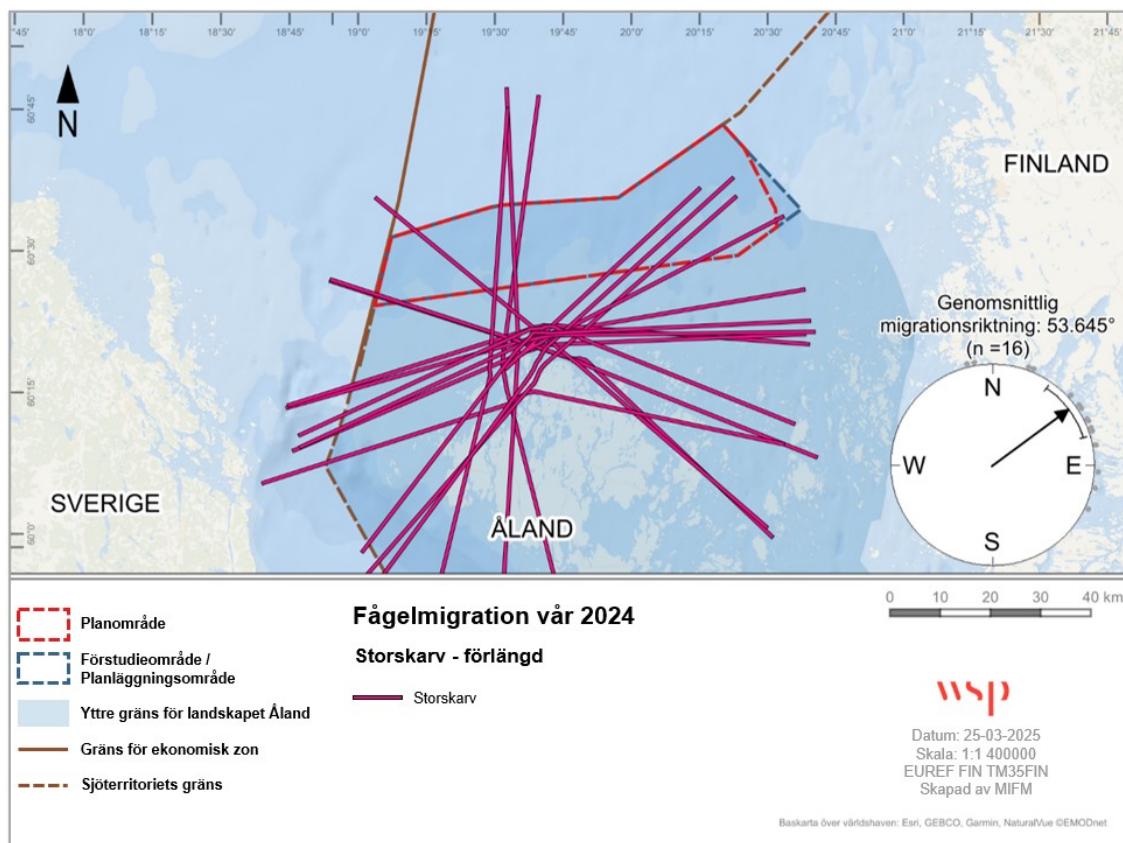 °45'
18°0'
18°15'
18°30'
18°45'
19°0'
19°15'
19°30'
19°45'
20°0'
20°15'
20°30'
20°45'
21°0'
21°15'
21°30'
21°45'
60°45'
60°30'
60°15'
60°0'
N
FINLAND
SVERIGE
ÅLAND
Genomsnittlig
migrationsriktning: 53.645°
(n =16)
N
W
E
S
Planområde
Förstudieområde /
Planläggningsområde
Yttre gräns för landskapet Åland
Gräns för ekonomisk zon
Sjöterritoriets gräns
Fågelmigration vår 2024
Storskarv - förlängd
Storskarv
0 10 20 30 40 km
wsp
Datum: 25-03-2025
Skala: 1:1 400000
EUREF FIN TM35FIN
Skapad av MIFM
Baskarta över världshaven: Esri, GEBCO, Garmin, NaturalVue ©EMODnet